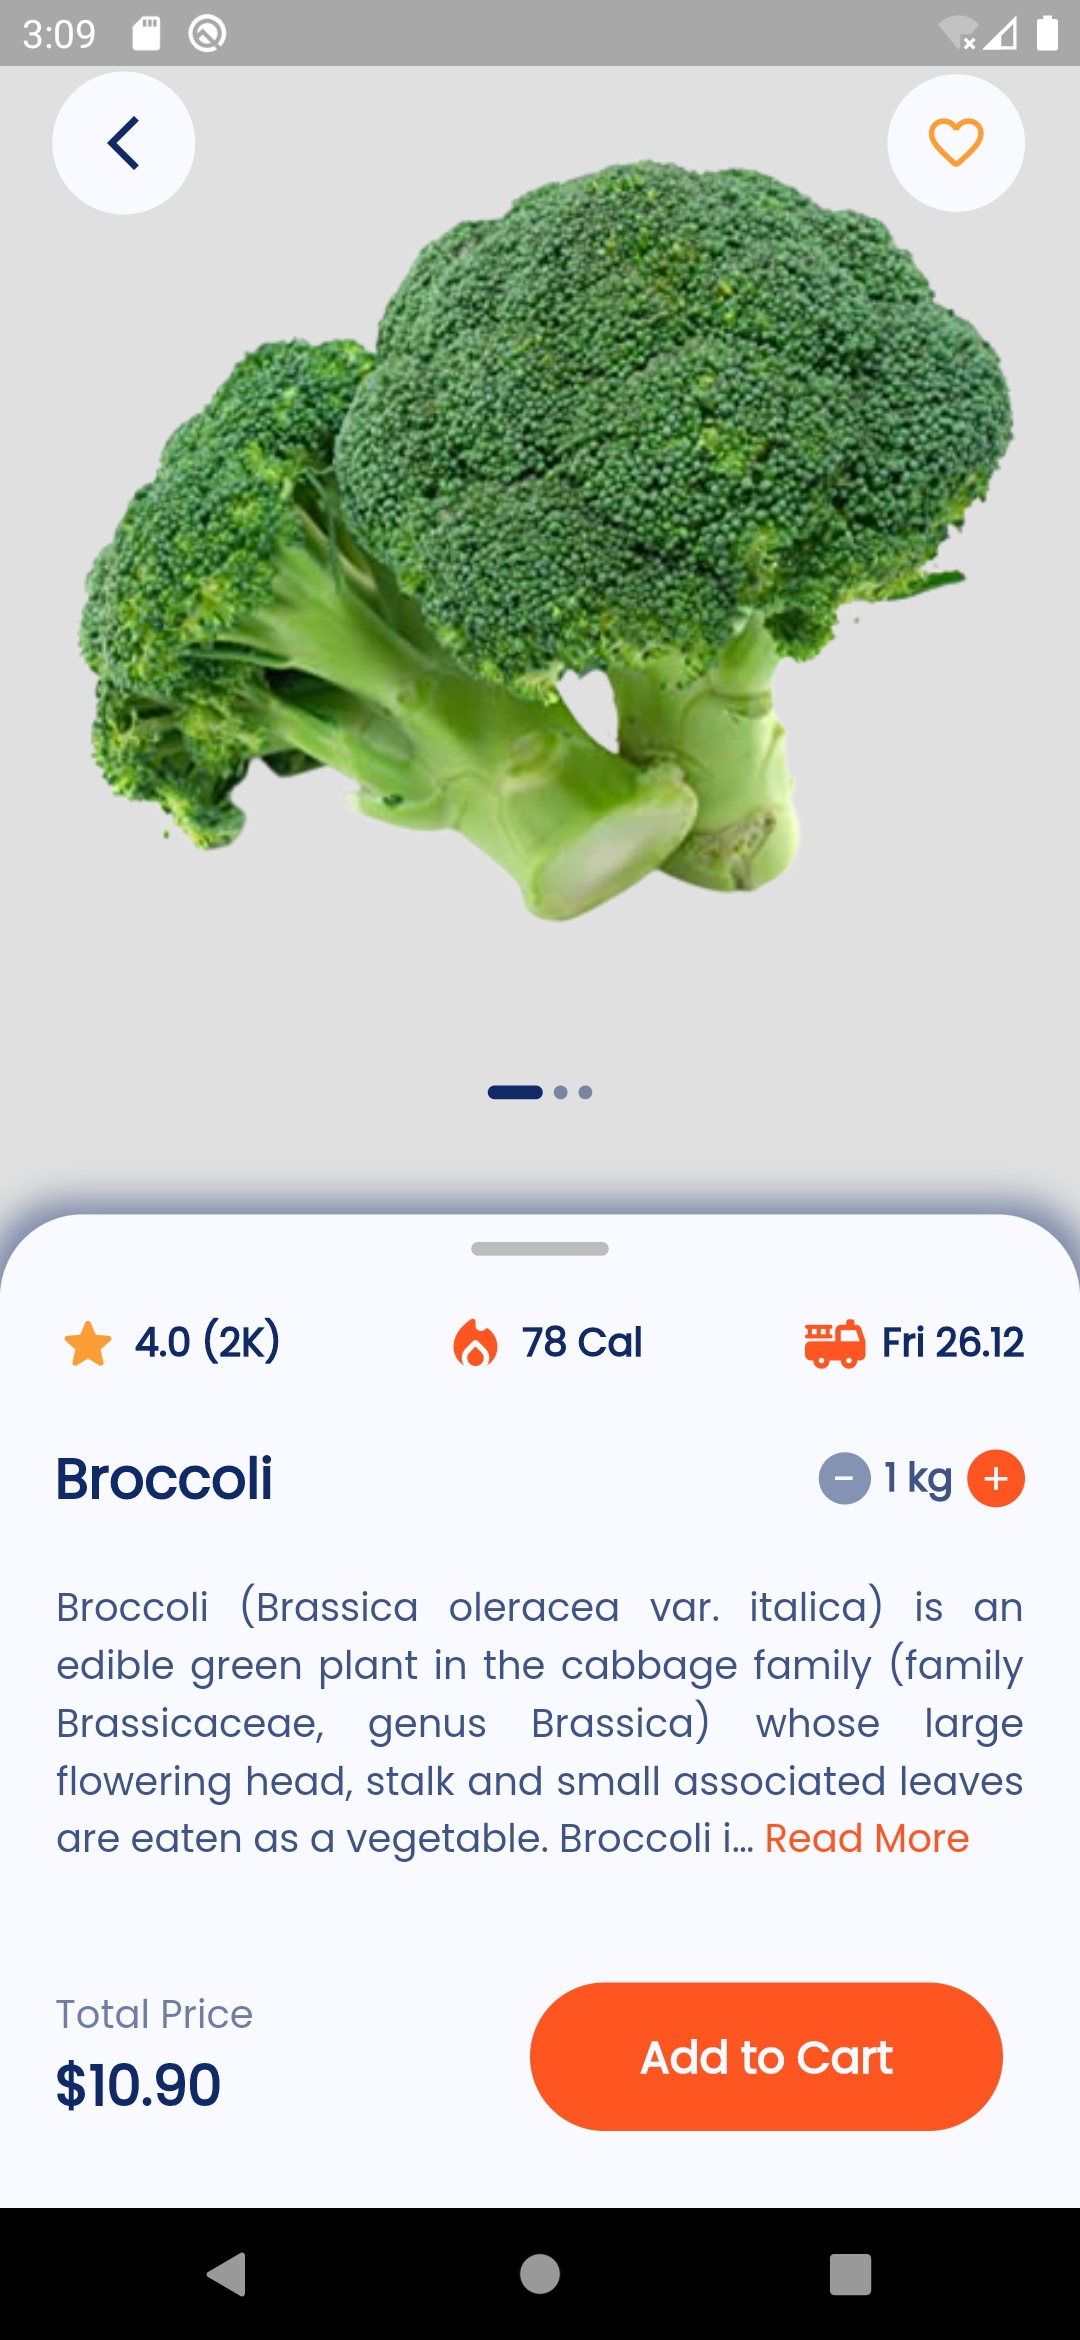 3:09
4.0 (2K)
78 Cal
Fri 26.12
Broccoli
1 kg
Broccoli (Brassica oleracea var. italica) is an
edible green plant in the cabbage family (family
Brassicaceae, genus Brassica) whose large
flowering head, stalk and small associated leaves
are eaten as a vegetable. Broccoli i... Read More
Total Price
$10.90
Add to Cart